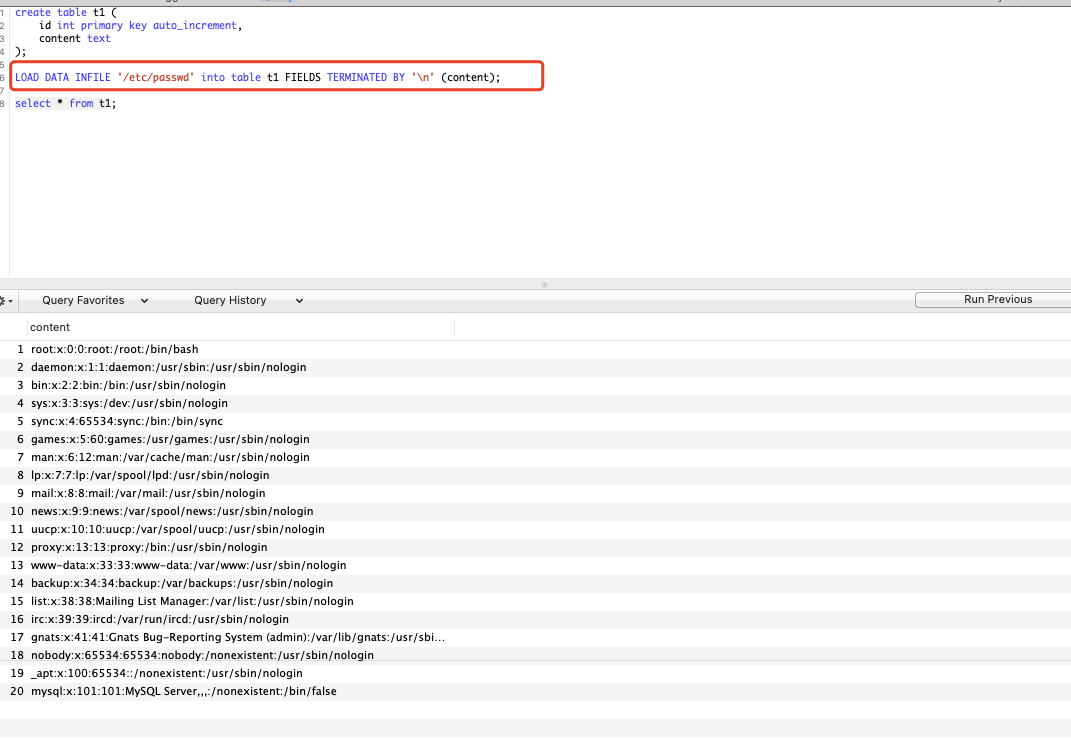 1 create table t1 (
2 id int primary key auto_increment,
3 content text
4 );
5
6 LOAD DATA INFILE '/etc/passwd' into table t1 FIELDS TERMINATED BY '\n' (content);
7
8 select * from t1;
Query Favorites Query History Run Previous
content
1 root:x:0:0:root:/root:/bin/bash
2 daemon:x:1:1:daemon:/usr/sbin:/usr/sbin/nologin
3 bin:x:2:2:bin:/bin:/usr/sbin/nologin
4 sys:x:3:3:sys:/dev:/usr/sbin/nologin
5 sync:x:4:65534:sync:/bin:/bin/sync
6 games:x:5:60:games:/usr/games:/usr/sbin/nologin
7 man:x:6:12:man:/var/cache/man:/usr/sbin/nologin
8 lp:x:7:7:lp:/var/spool/lpd:/usr/sbin/nologin
9 mail:x:8:8:mail:/var/mail:/usr/sbin/nologin
10 news:x:9:9:news:/var/spool/news:/usr/sbin/nologin
11 uucp:x:10:10:uucp:/var/spool/uucp:/usr/sbin/nologin
12 proxy:x:13:13:proxy:/bin:/usr/sbin/nologin
13 www-data:x:33:33:www-data:/var/www:/usr/sbin/nologin
14 backup:x:34:34:backup:/var/backups:/usr/sbin/nologin
15 list:x:38:38:Mailing List Manager:/var/list:/usr/sbin/nologin
16 irc:x:39:39:ircd:/var/run/ircd:/usr/sbin/nologin
17 gnats:x:41:41:Gnats Bug-Reporting System (admin):/var/lib/gnats:/usr/sbi...
18 nobody:x:65534:65534:nobody:/nonexistent:/usr/sbin/nologin
19 _apt:x:100:65534::/nonexistent:/usr/sbin/nologin
20 mysql:x:101:101:MySQL Server,,,:/nonexistent:/bin/false